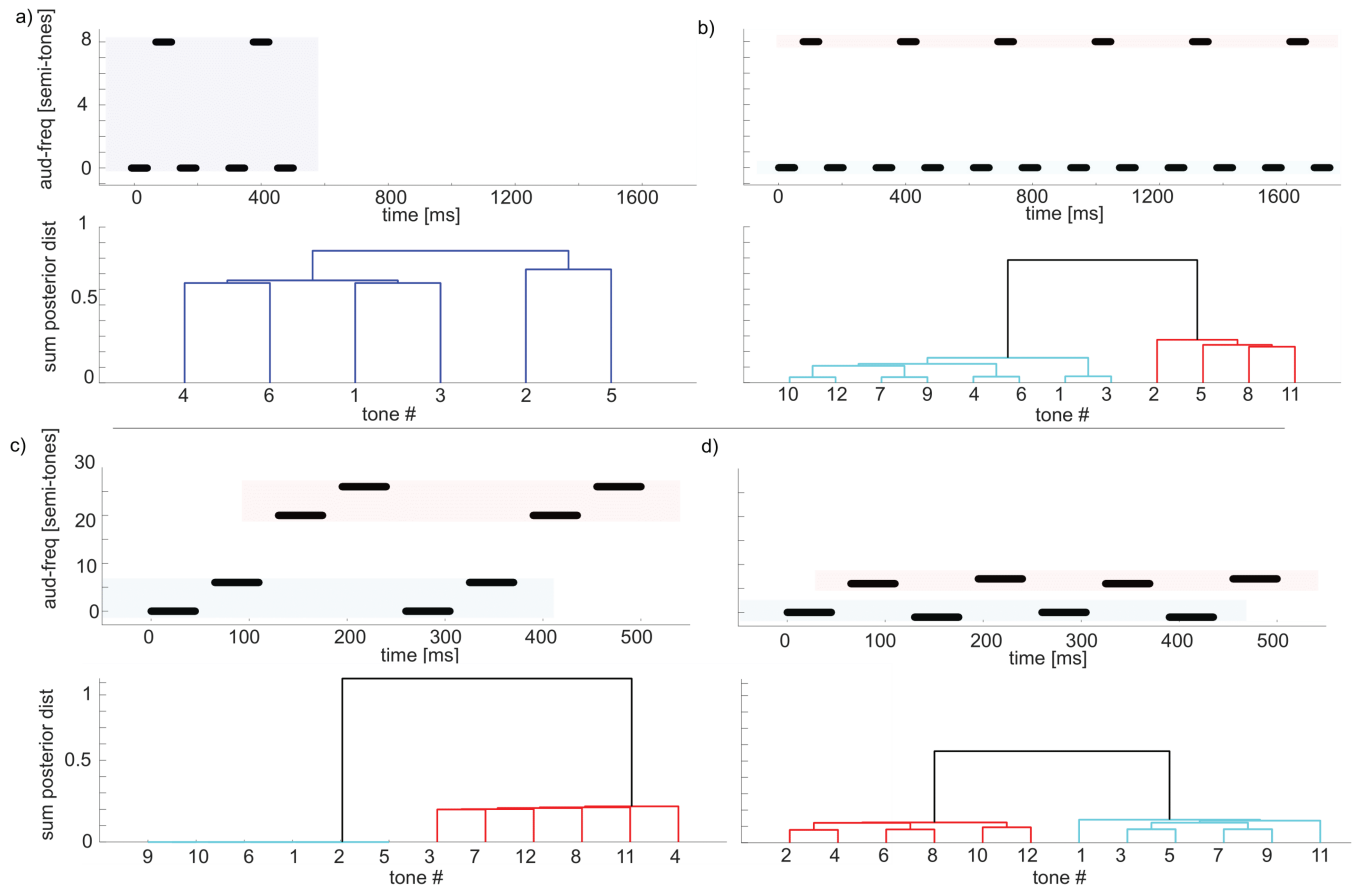 a)
aud-freq [semi-tones]
8
4
0
0 400 800 1200 1600
time [ms]
sum posterior dist
1
0.5
0
4 6 1 3 2 5
tone #
b)
0 400 800 1200 1600
time [ms]
10 12 7 9 4 6 1 3 2 5 8 11
tone #
c)
aud-freq [semi-tones]
30
20
10
0
0 100 200 300 400 500
time [ms]
sum posterior dist
1
0.5
0
9 10 6 1 2 5 3 7 12 8 11 4
tone #
d)
0 100 200 300 400 500
time [ms]
2 4 6 8 10 12 1 3 5 7 9 11
tone #